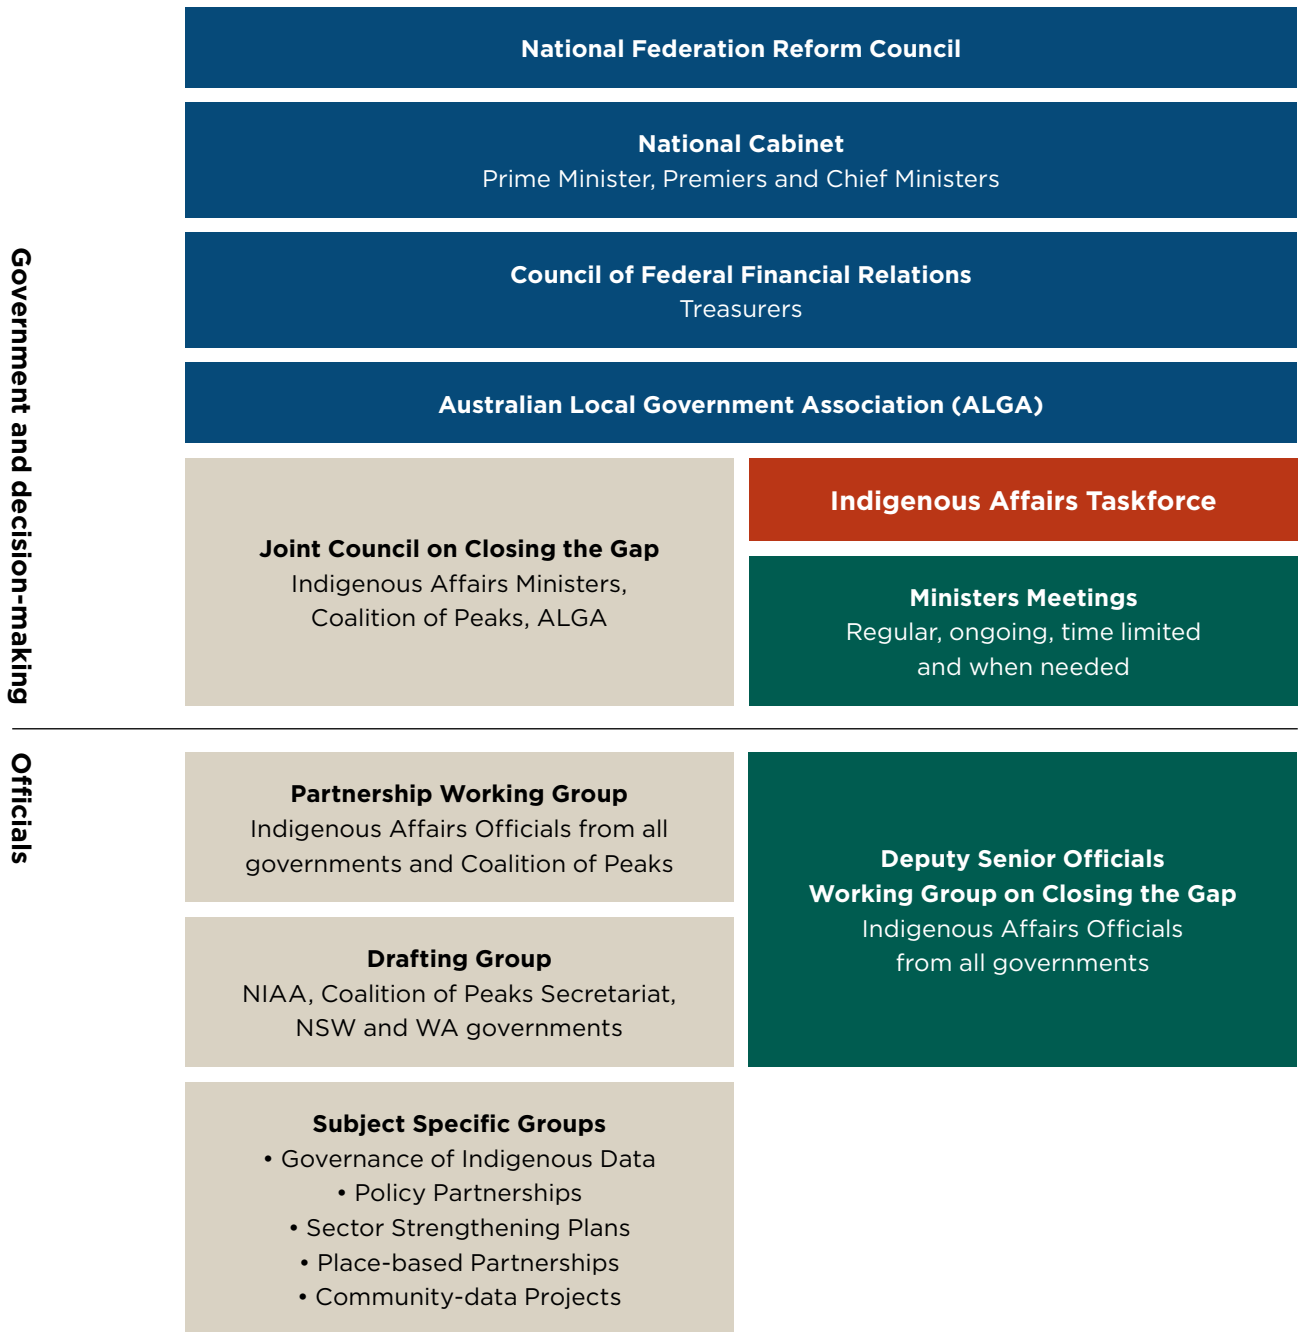 National Federation Reform Council
National Cabinet
Prime Minister, Premiers and Chief Ministers
Council of Federal Financial Relations
Treasurers
Australian Local Government Association (ALGA)
Government and decision-making
Joint Council on Closing the Gap
Indigenous Affairs Ministers,
Coalition of Peaks, ALGA
Indigenous Affairs Taskforce
Ministers Meetings
Regular, ongoing, time limited
and when needed
Officials
Partnership Working Group
Indigenous Affairs Officials from all
governments and Coalition of Peaks
Drafting Group
NIAA, Coalition of Peaks Secretariat,
NSW and WA governments
Deputy Senior Officials
Working Group on Closing the Gap
Indigenous Affairs Officials
from all governments
Subject Specific Groups
• Governance of Indigenous Data
• Policy Partnerships
• Sector Strengthening Plans
• Place-based Partnerships
• Community-data Projects